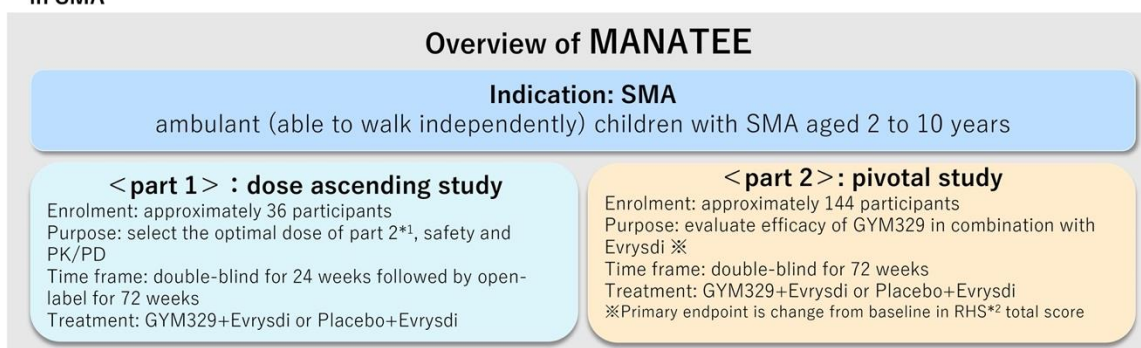 in SMA
Overview of MANATEE
Indication: SMA
ambulant (able to walk independently) children with SMA aged 2 to 10 years
<part 1>：dose ascending study
Enrolment: approximately 36 participants
Purpose: select the optimal dose of part 2*1, safety and
PK/PD
Time frame: double-blind for 24 weeks followed by open-
label for 72 weeks
Treatment: GYM329+Evrysdi or Placebo+Evrysdi
<part 2>: pivotal study
Enrolment: approximately 144 participants
Purpose: evaluate efficacy of GYM329 in combination with
Evrysdi ※
Time frame: double-blind for 72 weeks
Treatment: GYM329+Evrysdi or Placebo+Evrysdi
※Primary endpoint is change from baseline in RHS*2 total score